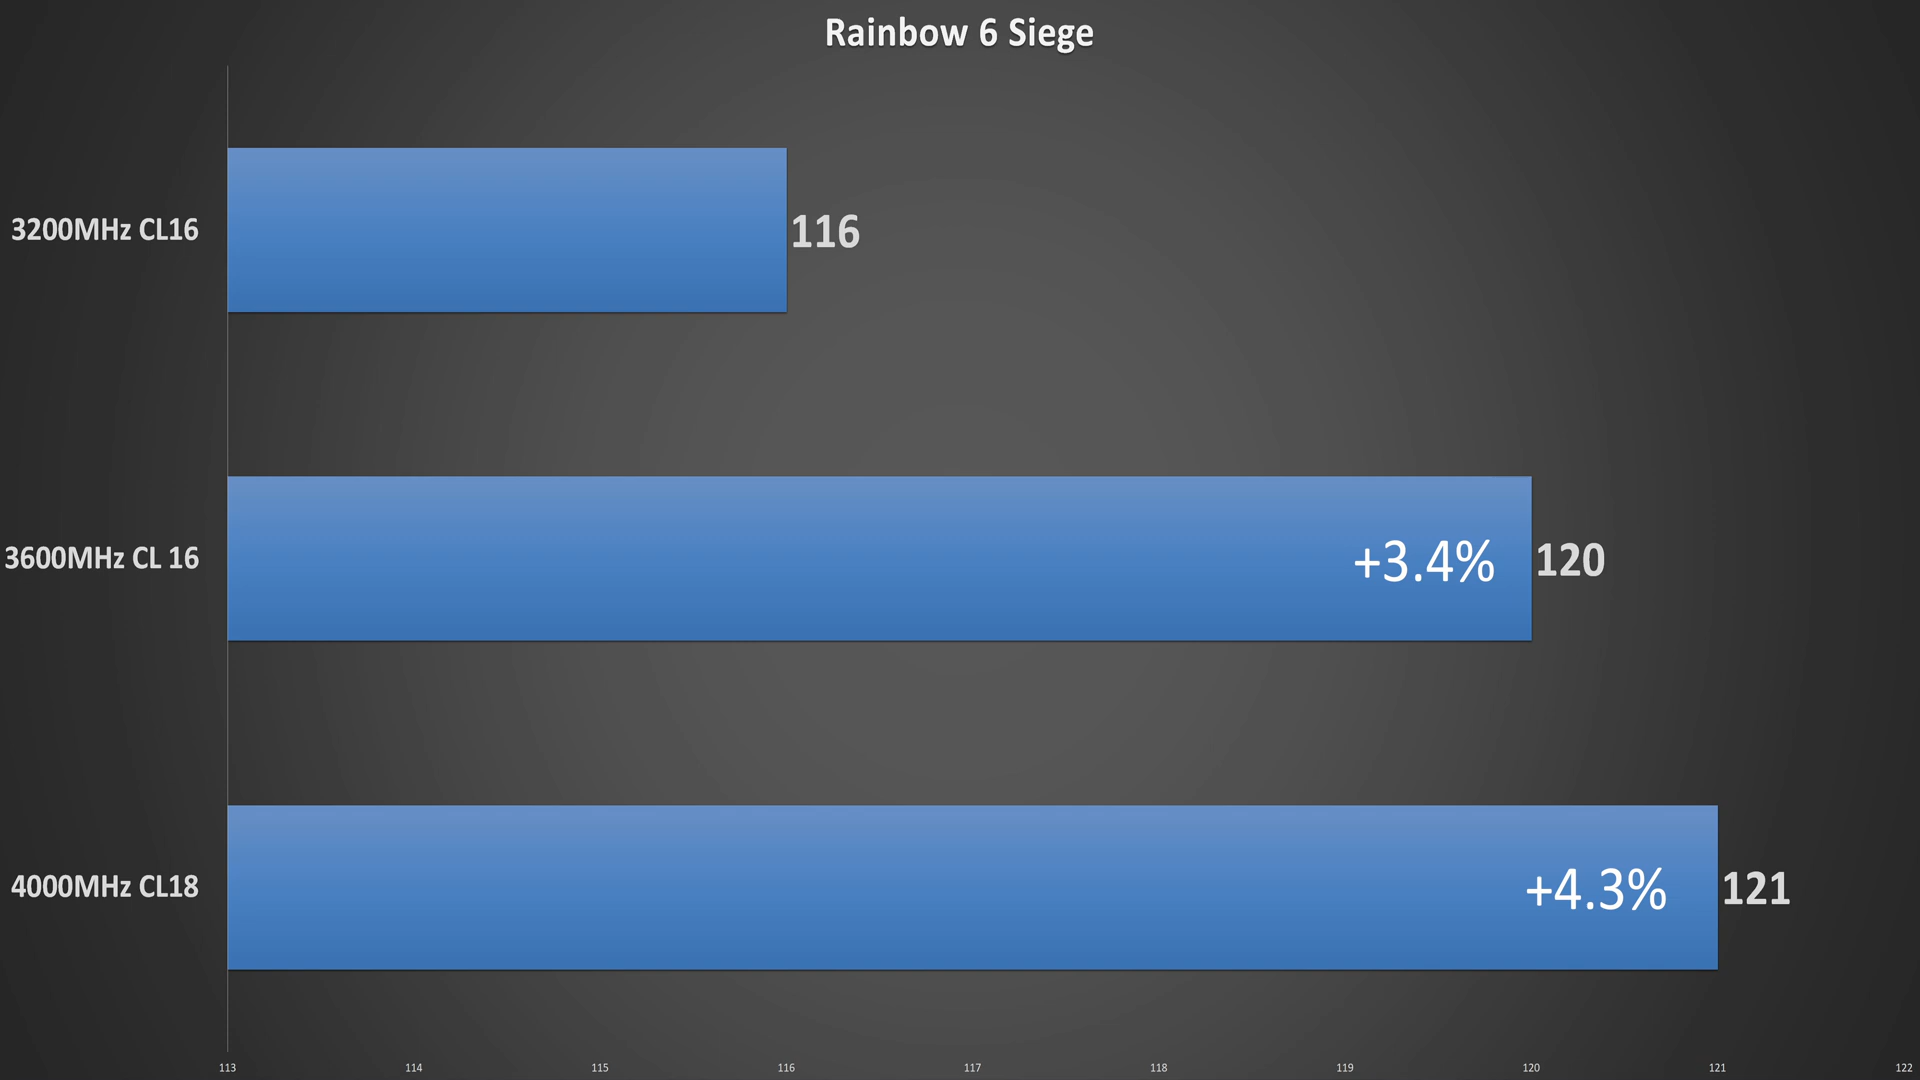 Rainbow 6 Siege
3200MHz CL16
116
3600MHz CL 16
+3.4%
120
4000MHz CL18
+4.3%
121
113 114 115 116 117 118 119 120 121 122